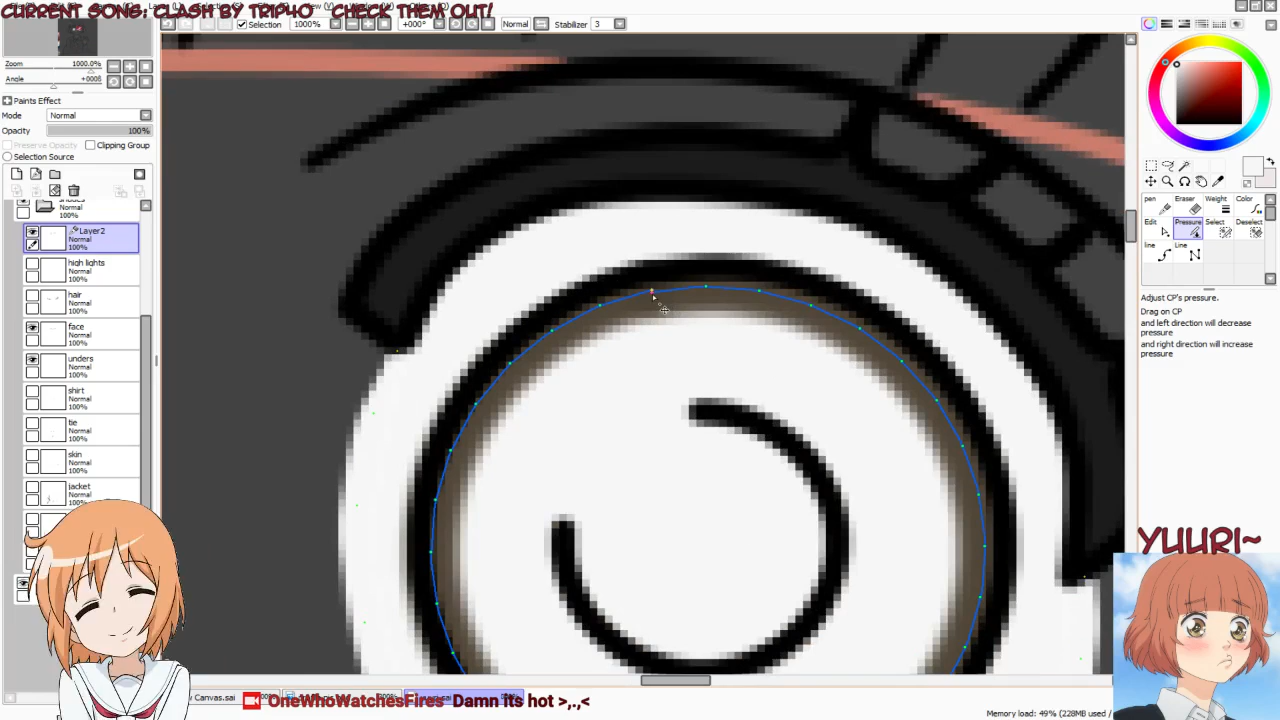 CURRENT SONG: CLASH BY TRIP40 CHECK THEM OUT!
Selection
1000%
+000°
Normal
Stabilizer
3
Zoom
1000.0%
Angle
Paints Effect
Mode
Normal
Opacity
100%
Preserve Opacity
Clipping Group
Selection Source
Normal
100%
Layer2
Normal
100%
high lights
Normal
100%
hair
Normal
100%
face
Normal
100%
unders
Normal
100%
shirt
Normal
100%
tie
Normal
100%
skin
Normal
100%
jacket
Normal
100%
pen
Eraser
Weight
Color
Edit
Pressure
Select
Deselect
line
Line
Adjust CP's pressure.
Drag on CP
and left direction will decrease
pressure
and right direction will increase
pressure
YUURI~
Canvas.sai
OneWhoWatchesFires Damn its hot >,.,<
Memory load: 49% (228MB used /